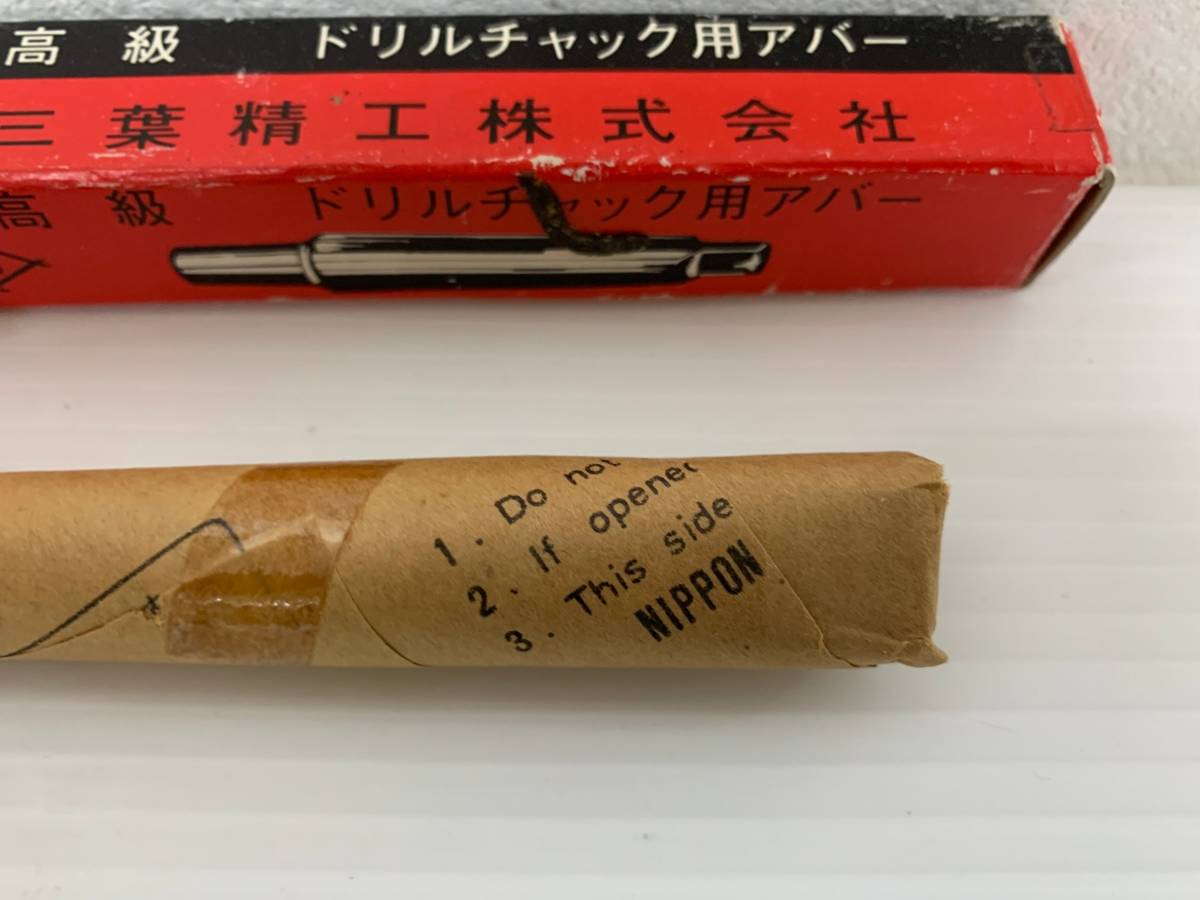 高級 ドリルチャック用アバー
三葉精工株式会社
高級 ドリルチャック用アバー
1. Do not
2. If opened
3. This side
NIPPON